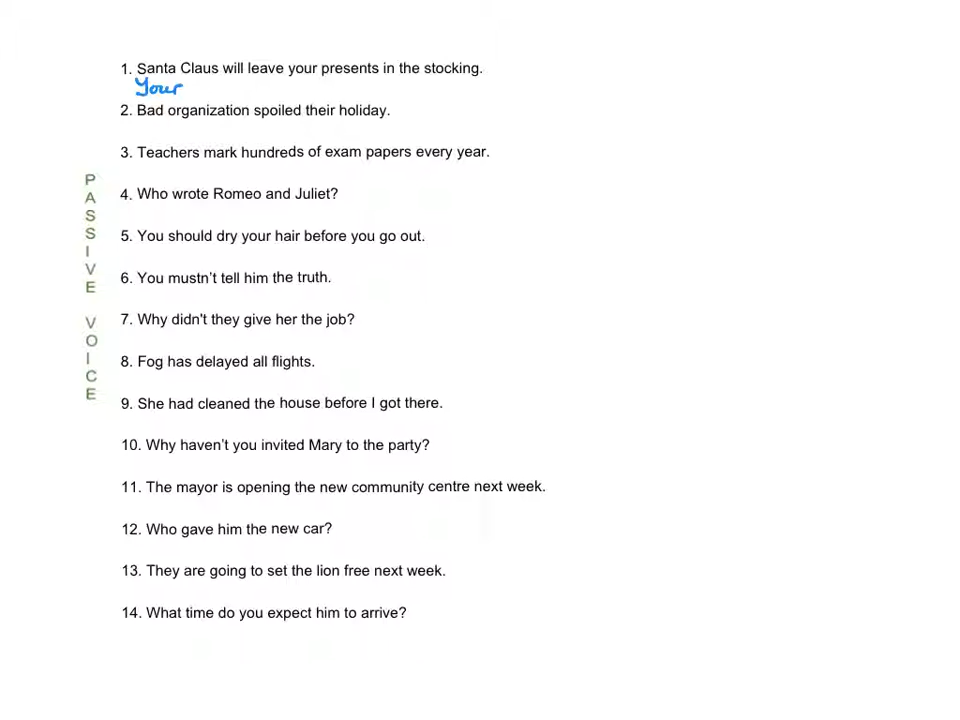 1. Santa Claus will leave your presents in the stocking.
Your
2. Bad organization spoiled their holiday.
3. Teachers mark hundreds of exam papers every year.
4. Who wrote Romeo and Juliet?
5. You should dry your hair before you go out.
6. You mustn't tell him the truth.
7. Why didn't they give her the job?
8. Fog has delayed all flights.
9. She had cleaned the house before I got there.
10. Why haven't you invited Mary to the party?
11. The mayor is opening the new community centre next week.
12. Who gave him the new car?
13. They are going to set the lion free next week.
14. What time do you expect him to arrive?
PASSIVE VOICE